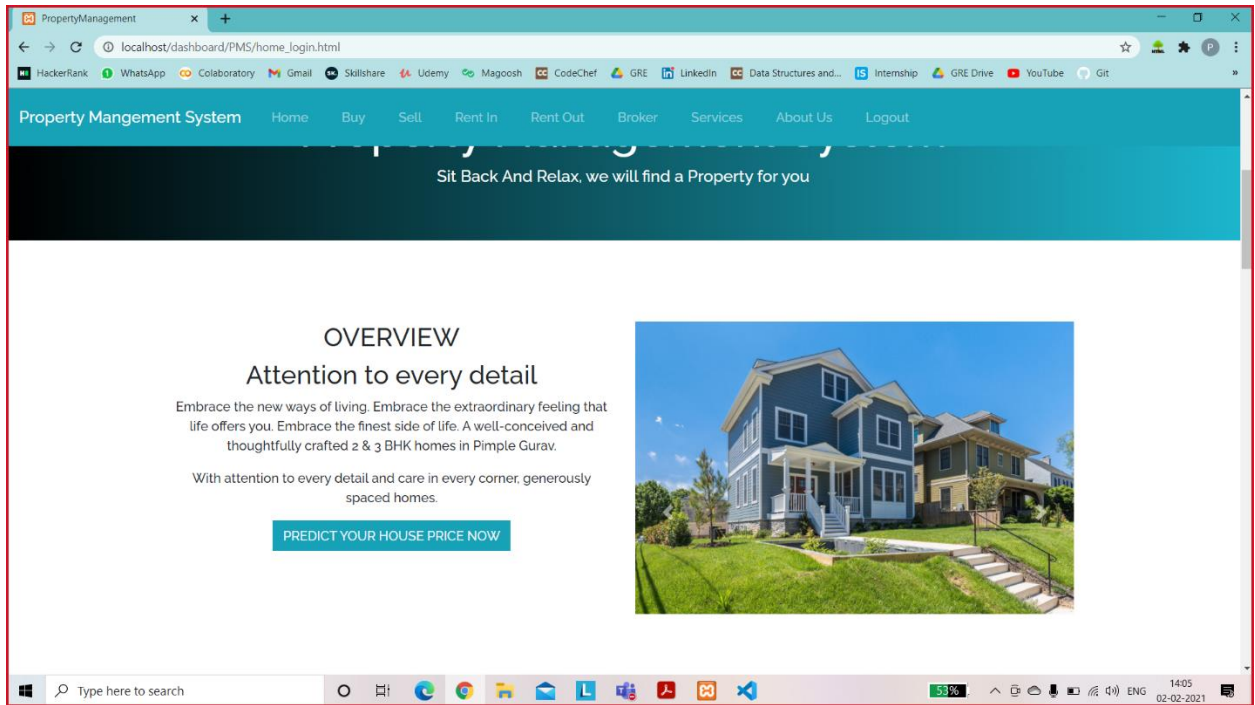 PropertyManagement
localhost/dashboard/PMS/home_login.html
HackerRank WhatsApp Colaboratory Gmail Skillshare Udemy Magoosh CodeChef GRE LinkedIn Data Structures and... Internship GRE Drive YouTube Git »
Property Mangement System Home Buy Sell Rent In Rent Out Broker Services About Us Logout
Property Management System
Sit Back And Relax, we will find a Property for you
OVERVIEW
Attention to every detail
Embrace the new ways of living. Embrace the extraordinary feeling that
life offers you. Embrace the finest side of life. A well-conceived and
thoughtfully crafted 2 & 3 BHK homes in Pimple Gurav.
With attention to every detail and care in every corner, generously
spaced homes.
PREDICT YOUR HOUSE PRICE NOW
Type here to search
53% ENG 14:05
02-02-2021